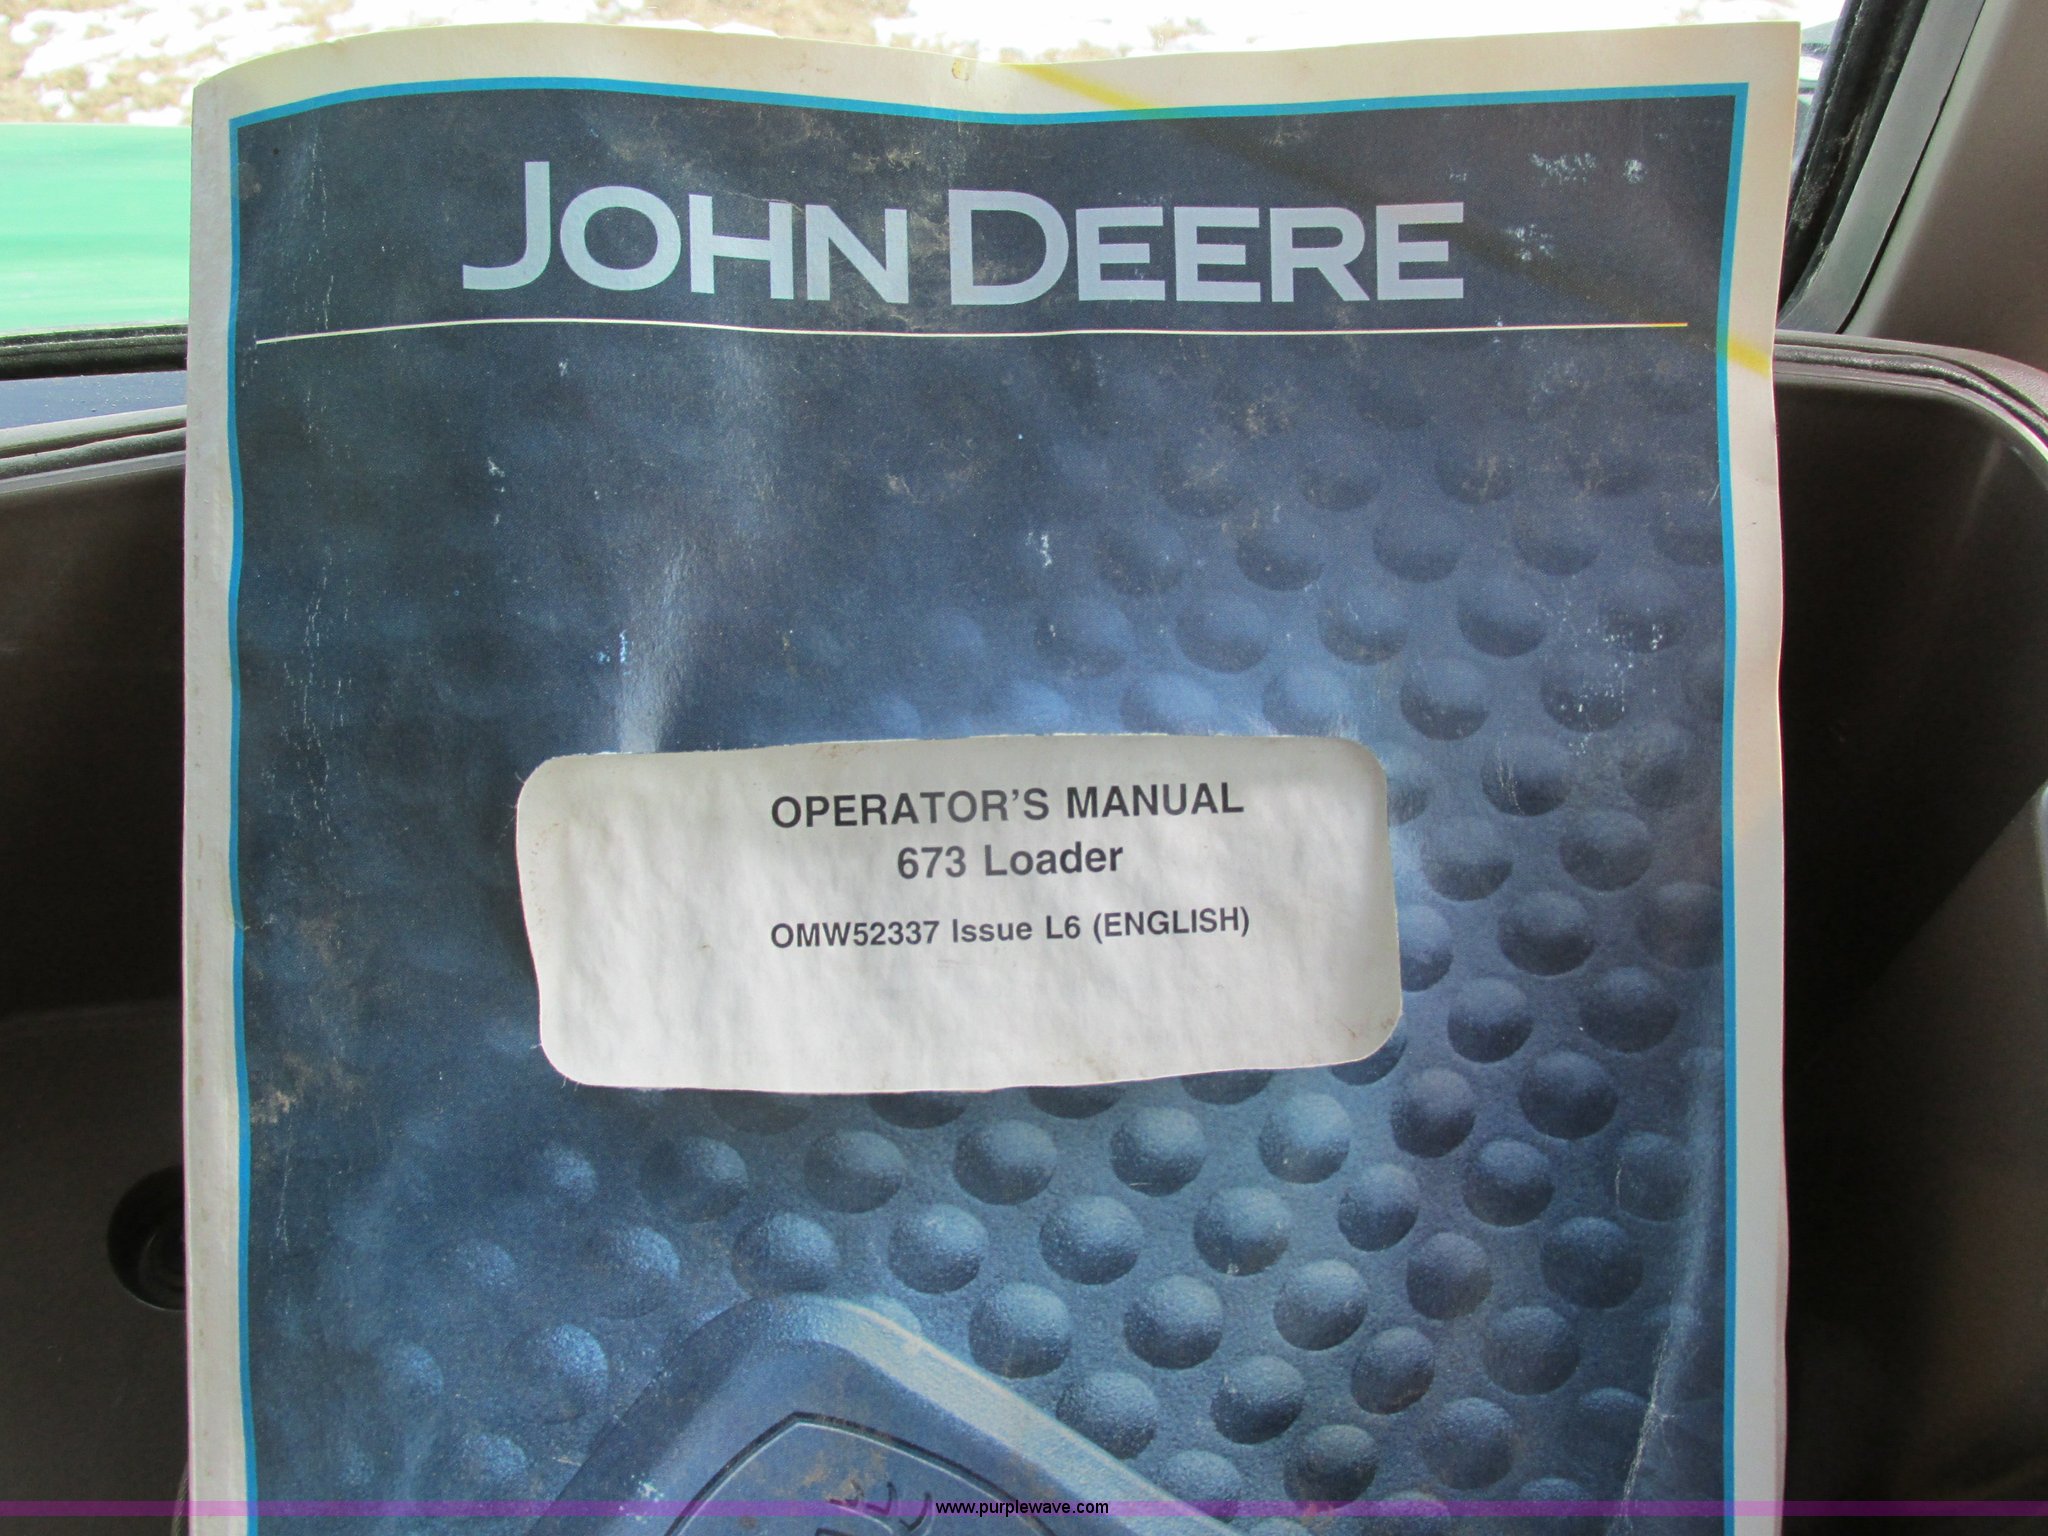 JOHN DEERE
OPERATOR'S MANUAL
673 Loader
OMW52337 Issue L6 (ENGLISH)
www.purplewave.com